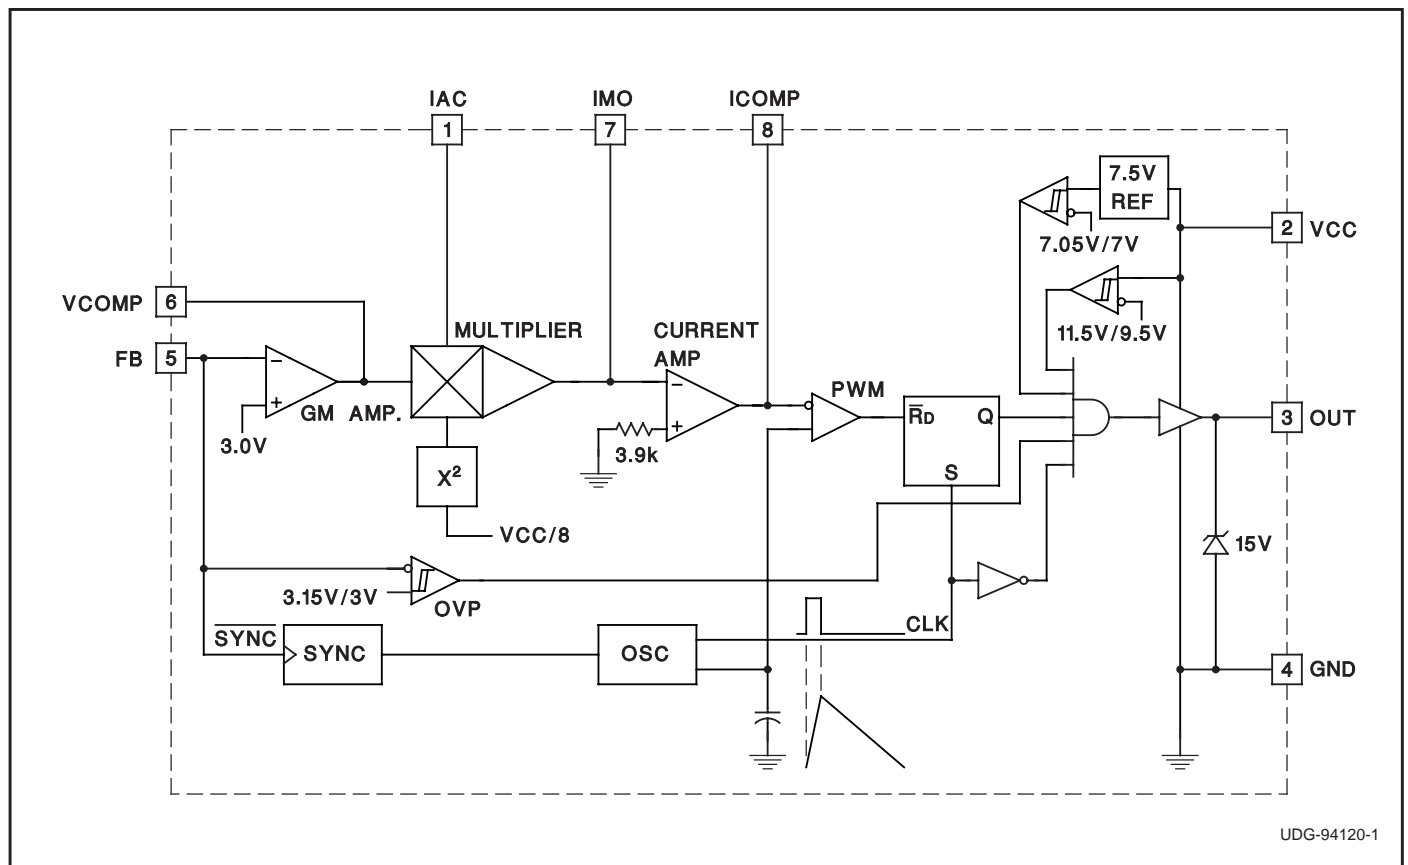 IAC
IMO
ICOMP
1
7
8
7.5V
REF
2
VCC
7.05V/7V
VCOMP
6
11.5V/9.5V
MULTIPLIER
CURRENT
AMP
FB
5
−
−
PWM
+
GM AMP.
R̅D
Q
3
OUT
3.0V
+
3.9k
X²
S
VCC/8
15V
3.15V/3V
OVP
S̅Y̅N̅C̅
SYNC
OSC
CLK
4
GND
UDG-94120-1